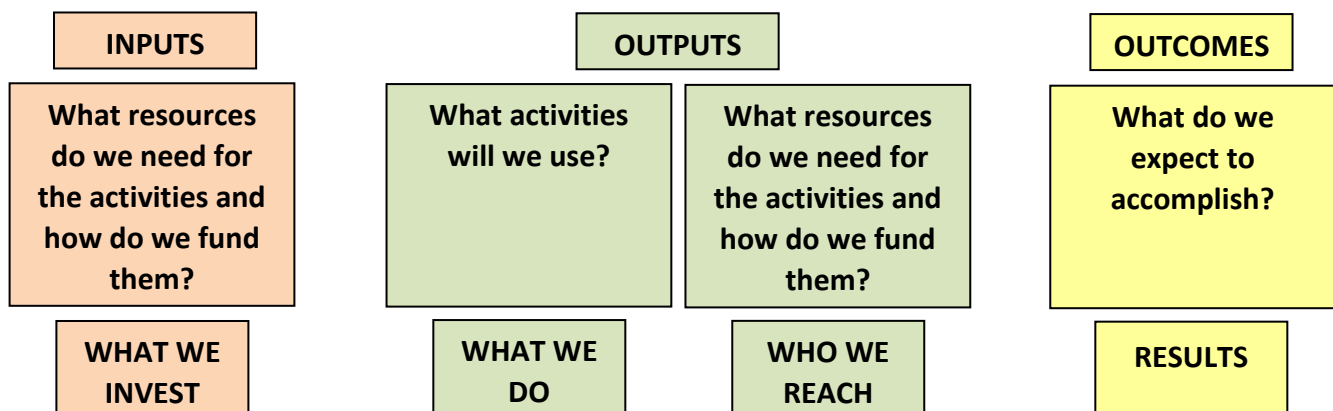 INPUTS
What resources
do we need for
the activities and
how do we fund
them?
WHAT WE
INVEST
OUTPUTS
What activities
will we use?
WHAT WE
DO
What resources
do we need for
the activities and
how do we fund
them?
WHO WE
REACH
OUTCOMES
What do we
expect to
accomplish?
RESULTS